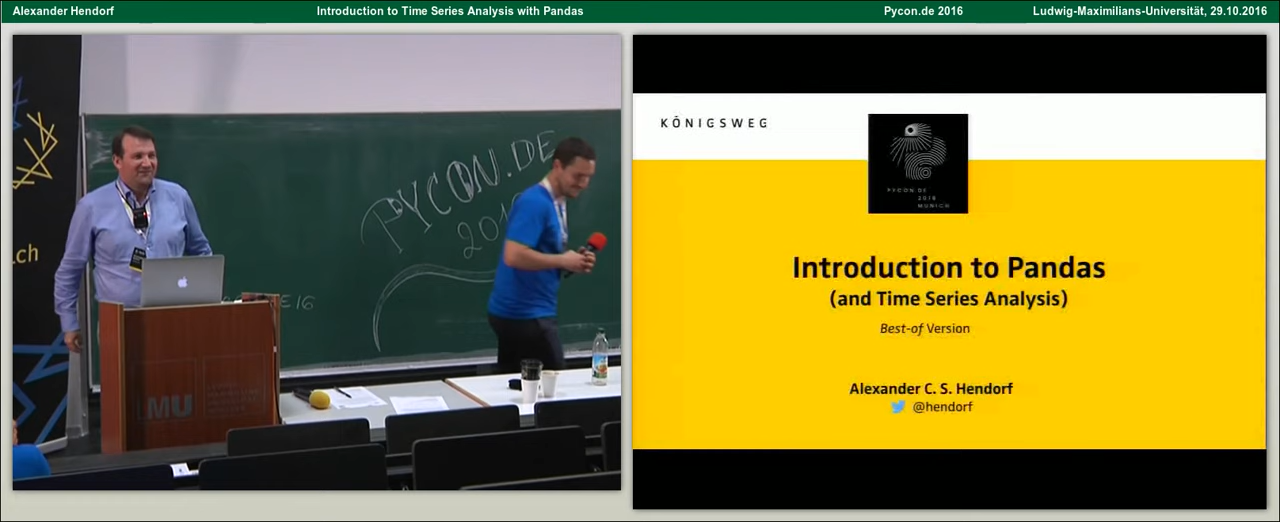 Alexander Hendorf
Introduction to Time Series Analysis with Pandas
Pycon.de 2016
Ludwig-Maximilians-Universität, 29.10.2016
.ch
PYCON.DE
201
E 16
LMU
KÖNIGSWEG
PYCON DE
2016
MUNICH
Introduction to Pandas
(and Time Series Analysis)
Best-of Version
Alexander C. S. Hendorf
@hendorf